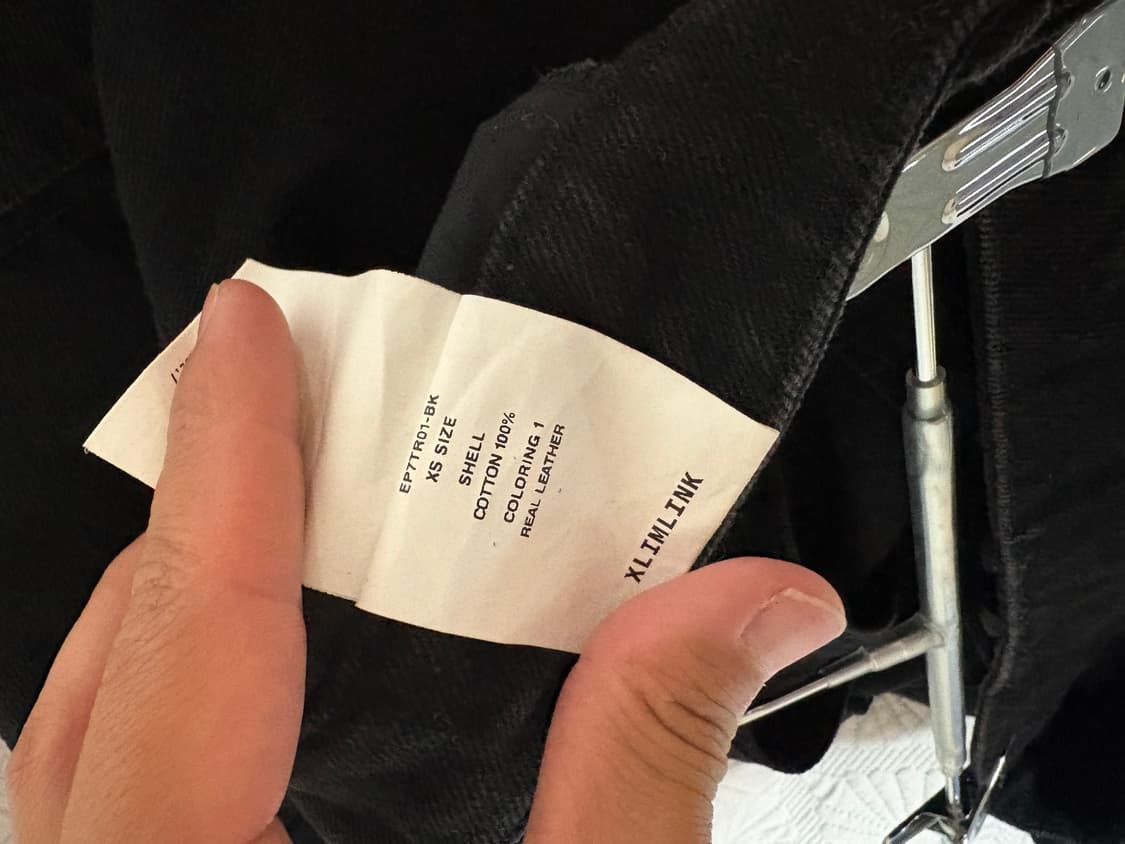 EP7TR01-BK
XS SIZE
SHELL
COTTON 100%
COLORING 1
REAL LEATHER
XLIMLINK